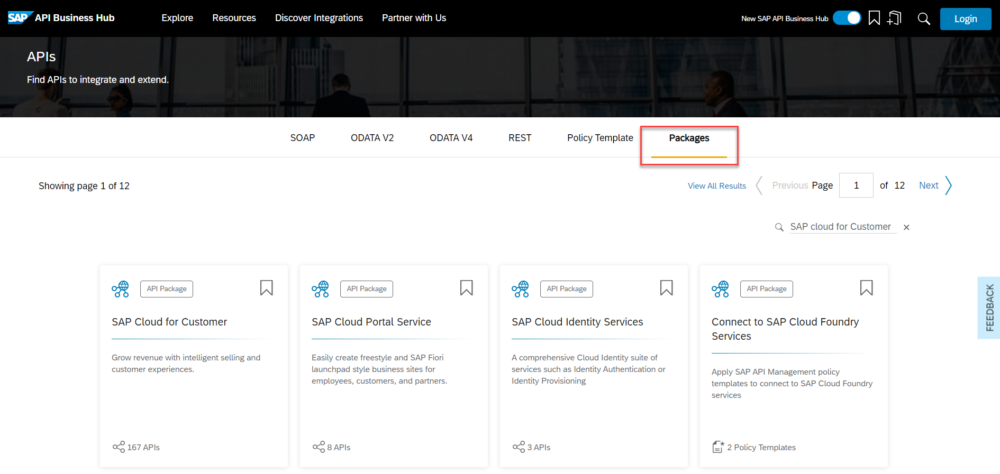 SAP API Business Hub Explore Resources Discover Integrations Partner with Us New SAP API Business Hub Login
APIs
Find APIs to integrate and extend.
SOAP ODATA V2 ODATA V4 REST Policy Template Packages
Showing page 1 of 12 View All Results Previous Page 1 of 12 Next
SAP cloud for Customer
API Package
SAP Cloud for Customer
Grow revenue with intelligent selling and
customer experiences.
167 APIs
API Package
SAP Cloud Portal Service
Easily create freestyle and SAP Fiori
launchpad style business sites for
employees, customers, and partners.
8 APIs
API Package
SAP Cloud Identity Services
A comprehensive Cloud Identity suite of
services such as Identity Authentication or
Identity Provisioning
3 APIs
API Package
Connect to SAP Cloud Foundry
Services
Apply SAP API Management policy
templates to connect to SAP Cloud Foundry
services
2 Policy Templates
FEEDBACK